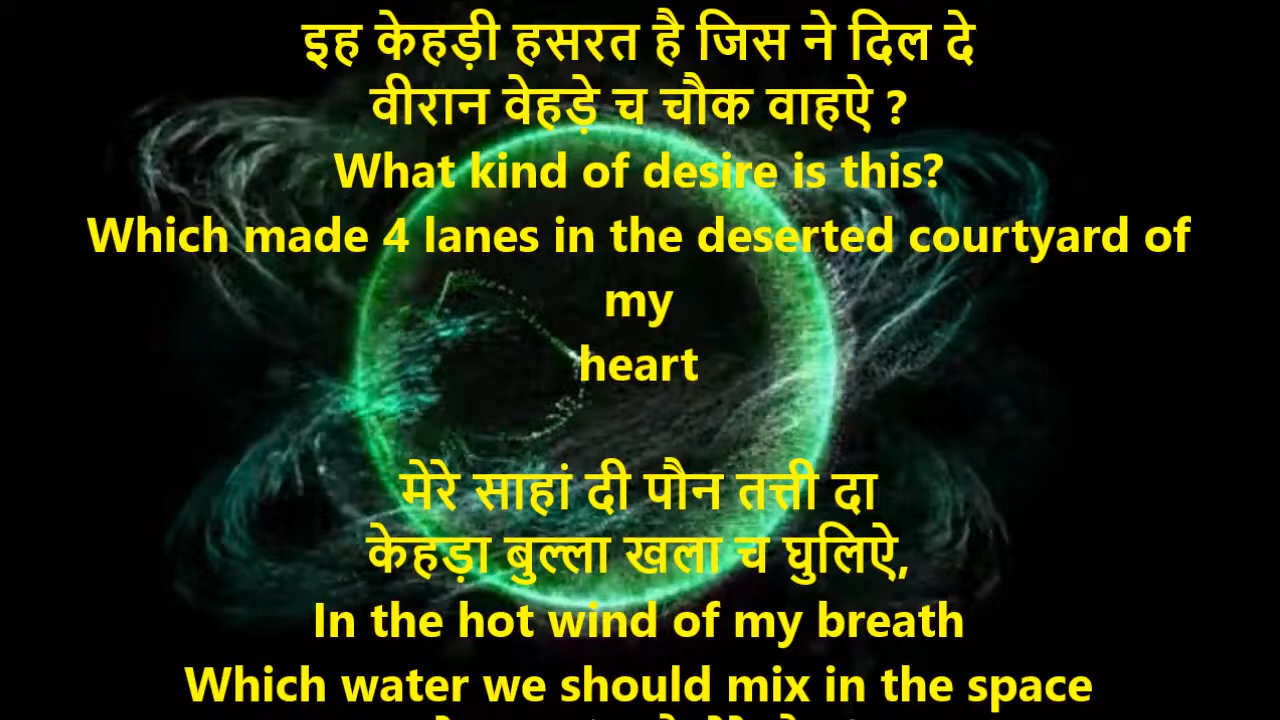 इह केहड़ी हसरत है जिस ने दिल दे
वीरान वेहड़े च चौक वाहऐ ?
What kind of desire is this?
Which made 4 lanes in the deserted courtyard of
my
heart
मेरे साहां दी पौन तत्ती दा
केहड़ा बुल्ला खला च घुलिऐ,
In the hot wind of my breath
Which water we should mix in the space